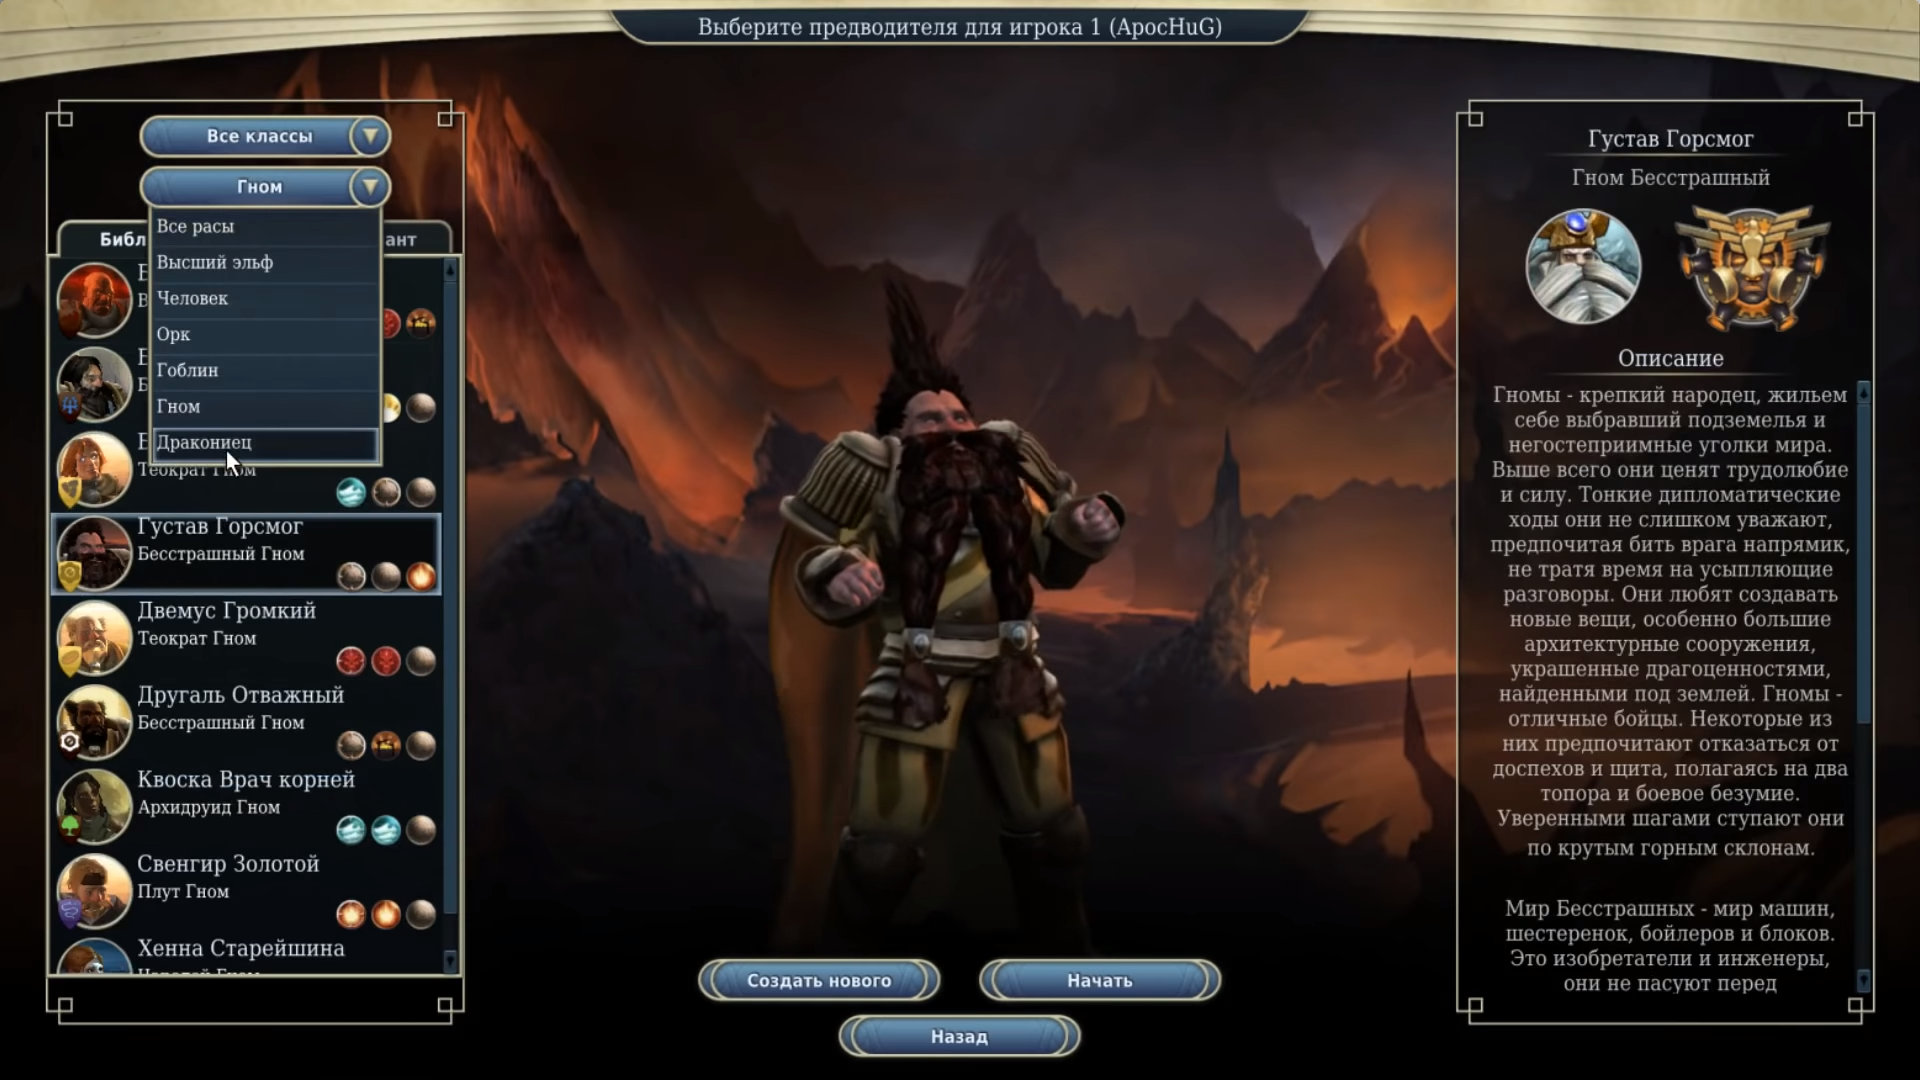 Выберите предводителя для игрока 1 (ApocHuG)
Все классы
Гном
Все расы
Высший эльф
Человек
Орк
Гоблин
Гном
Дракониец
Теократ Гном
Густав Горсмог
Бесстрашный Гном
Двемус Громкий
Теократ Гном
Другаль Отважный
Бесстрашный Гном
Квоска Врач корней
Архидруид Гном
Свенгир Золотой
Плут Гном
Хенна Старейшина
Создать нового
Начать
Назад
Густав Горсмог
Гном Бесстрашный
Описание
Гномы - крепкий народец, жильем
себе выбравший подземелья и
негостеприимные уголки мира.
Выше всего они ценят трудолюбие
и силу. Тонкие дипломатические
ходы они не слишком уважают,
предпочитая бить врага напрямик,
не тратя время на усыпляющие
разговоры. Они любят создавать
новые вещи, особенно большие
архитектурные сооружения,
украшенные драгоценностями,
найденными под землей. Гномы -
отличные бойцы. Некоторые из
них предпочитают отказаться от
доспехов и щита, полагаясь на два
топора и боевое безумие.
Уверенными шагами ступают они
по крутым горным склонам.
Мир Бесстрашных - мир машин,
шестеренок, бойлеров и блоков.
Это изобретатели и инженеры,
они не пасуют перед